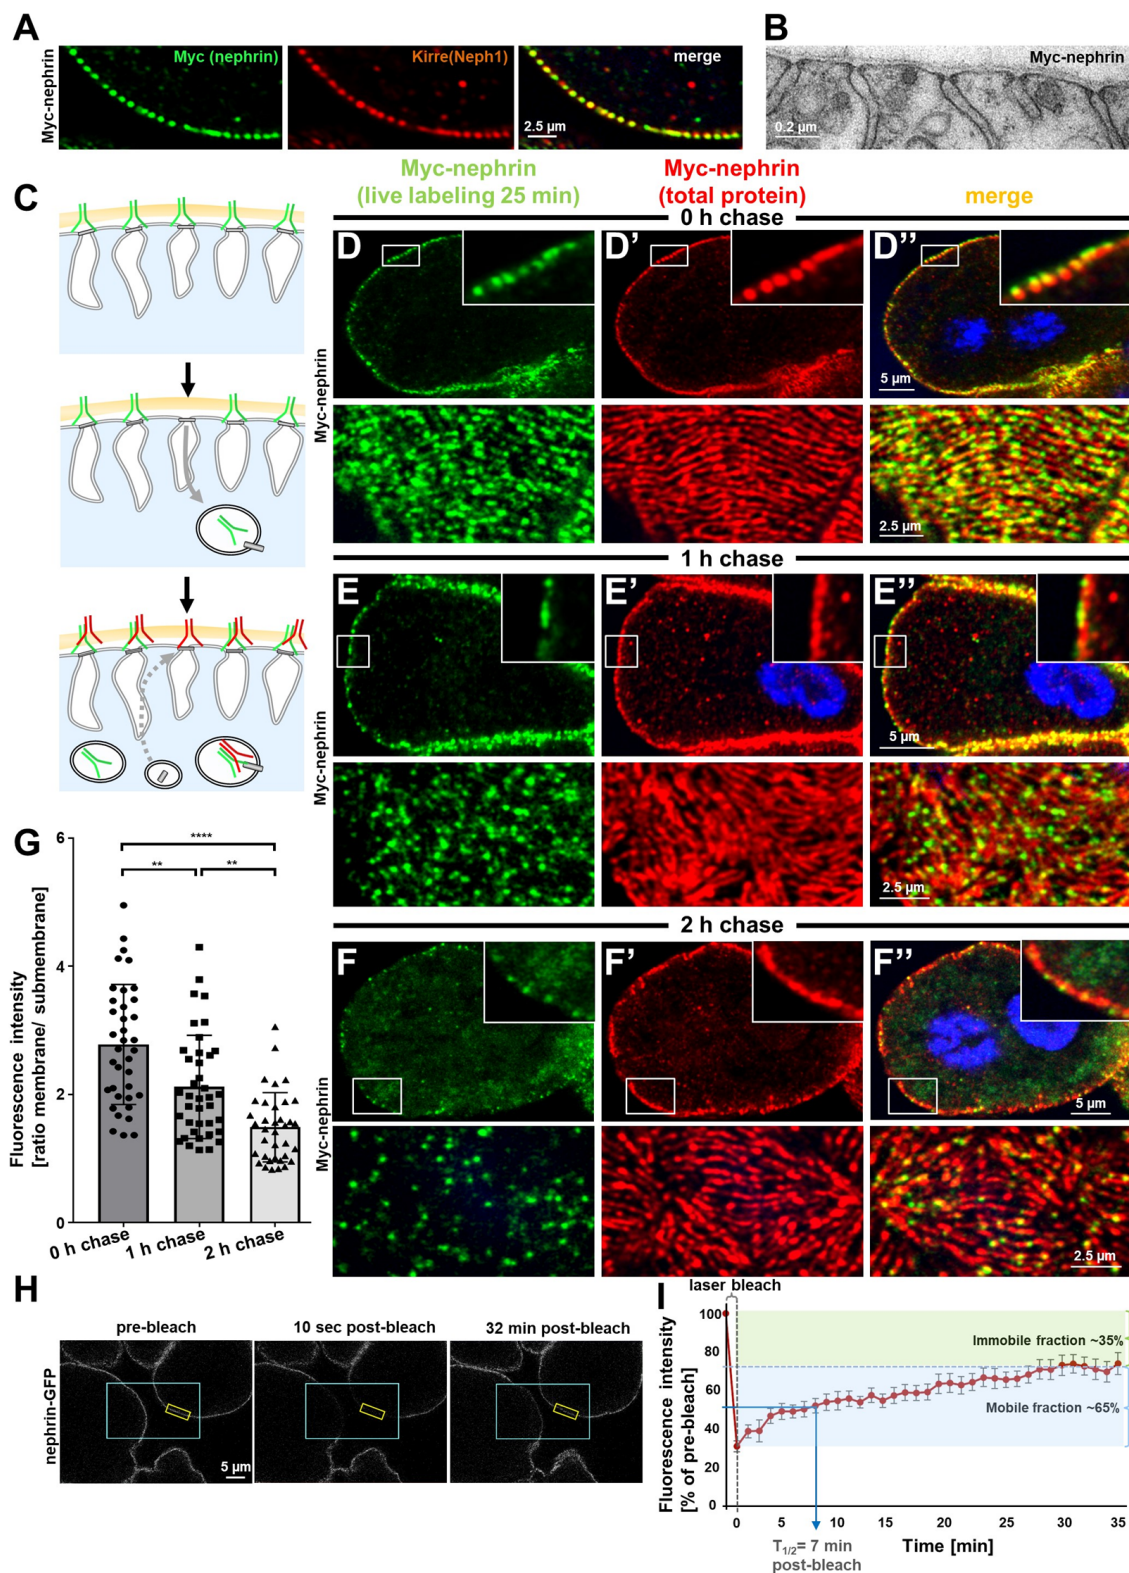 A
Myc-nephrin
Myc (nephrin)
Kirre(Neph1)
merge
2.5 µm
B
Myc-nephrin
0.2 µm
C
Myc-nephrin
(live labeling 25 min)
Myc-nephrin
(total protein)
merge
0 h chase
D
D'
D''
5 µm
Myc-nephrin
2.5 µm
1 h chase
E
E'
E''
5 µm
Myc-nephrin
2.5 µm
2 h chase
F
F'
F''
5 µm
Myc-nephrin
2.5 µm
G
Fluorescence intensity
[ratio membrane/ submembrane]
6
4
2
0
****
**
**
0 h chase
1 h chase
2 h chase
H
pre-bleach
10 sec post-bleach
32 min post-bleach
nephrin-GFP
5 µm
I
laser bleach
Fluorescence intensity
[% of pre-bleach]
100
80
60
40
20
0
Immobile fraction ~35%
Mobile fraction ~65%
0
5
10
15
20
25
30
35
T1/2= 7 min
post-bleach
Time [min]